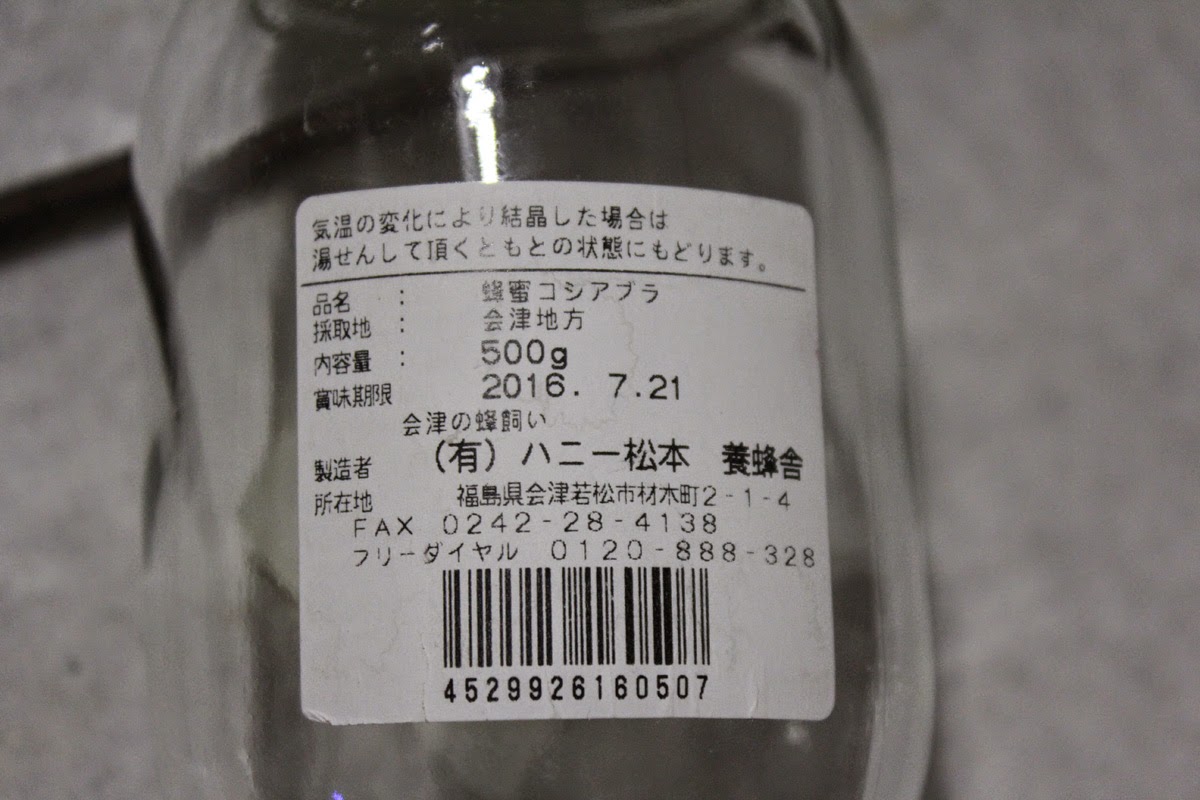 気温の変化により結晶した場合は
湯せんして頂くともとの状態にもどります。
品名 : 蜂蜜コシアブラ
採取地 : 会津地方
内容量 : 500g
賞味期限 2016. 7.21
会津の蜂飼い
製造者 (有) ハニー松本 養蜂舎
所在地 福島県会津若松市材木町2-1-4
FAX 0242-28-4138
フリーダイヤル 0120-888-328
4529926160507